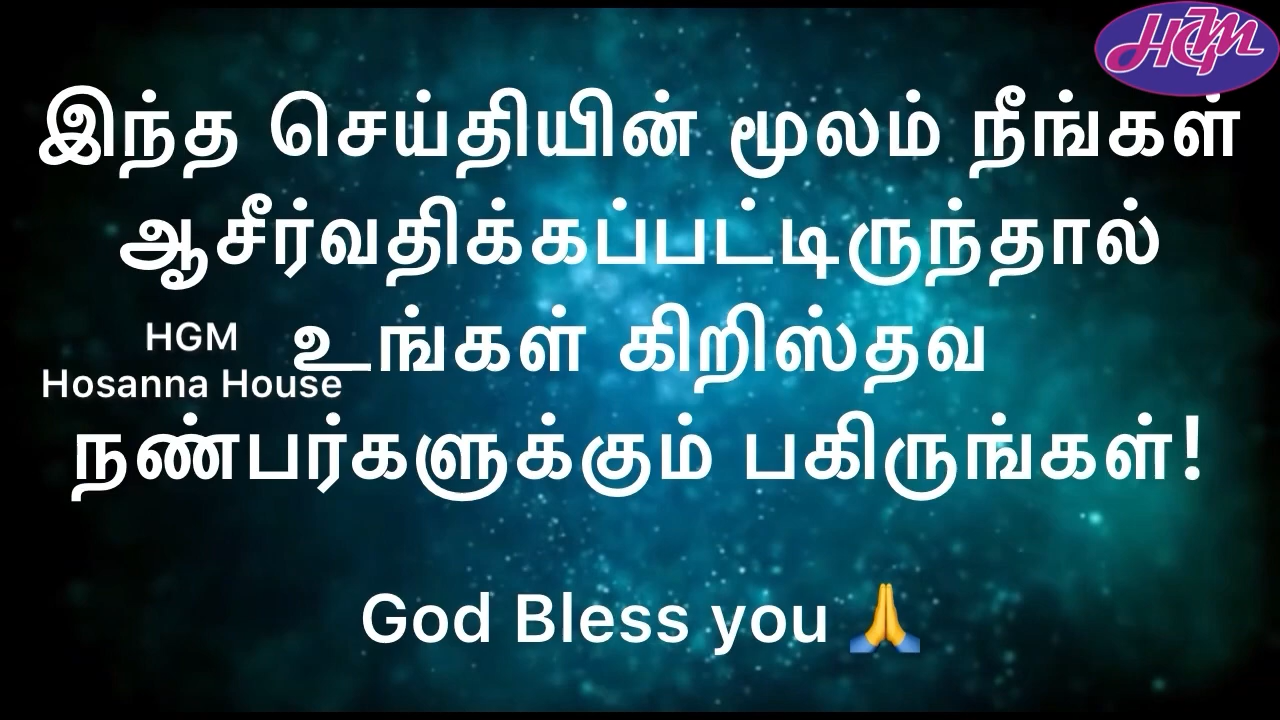 HGM
இந்த செய்தியின் மூலம் நீங்கள்
ஆசீர்வதிக்கப்பட்டிருந்தால்
உங்கள் கிறிஸ்தவ
நண்பர்களுக்கும் பகிருங்கள்!
HGM
Hosanna House
God Bless you 🙏